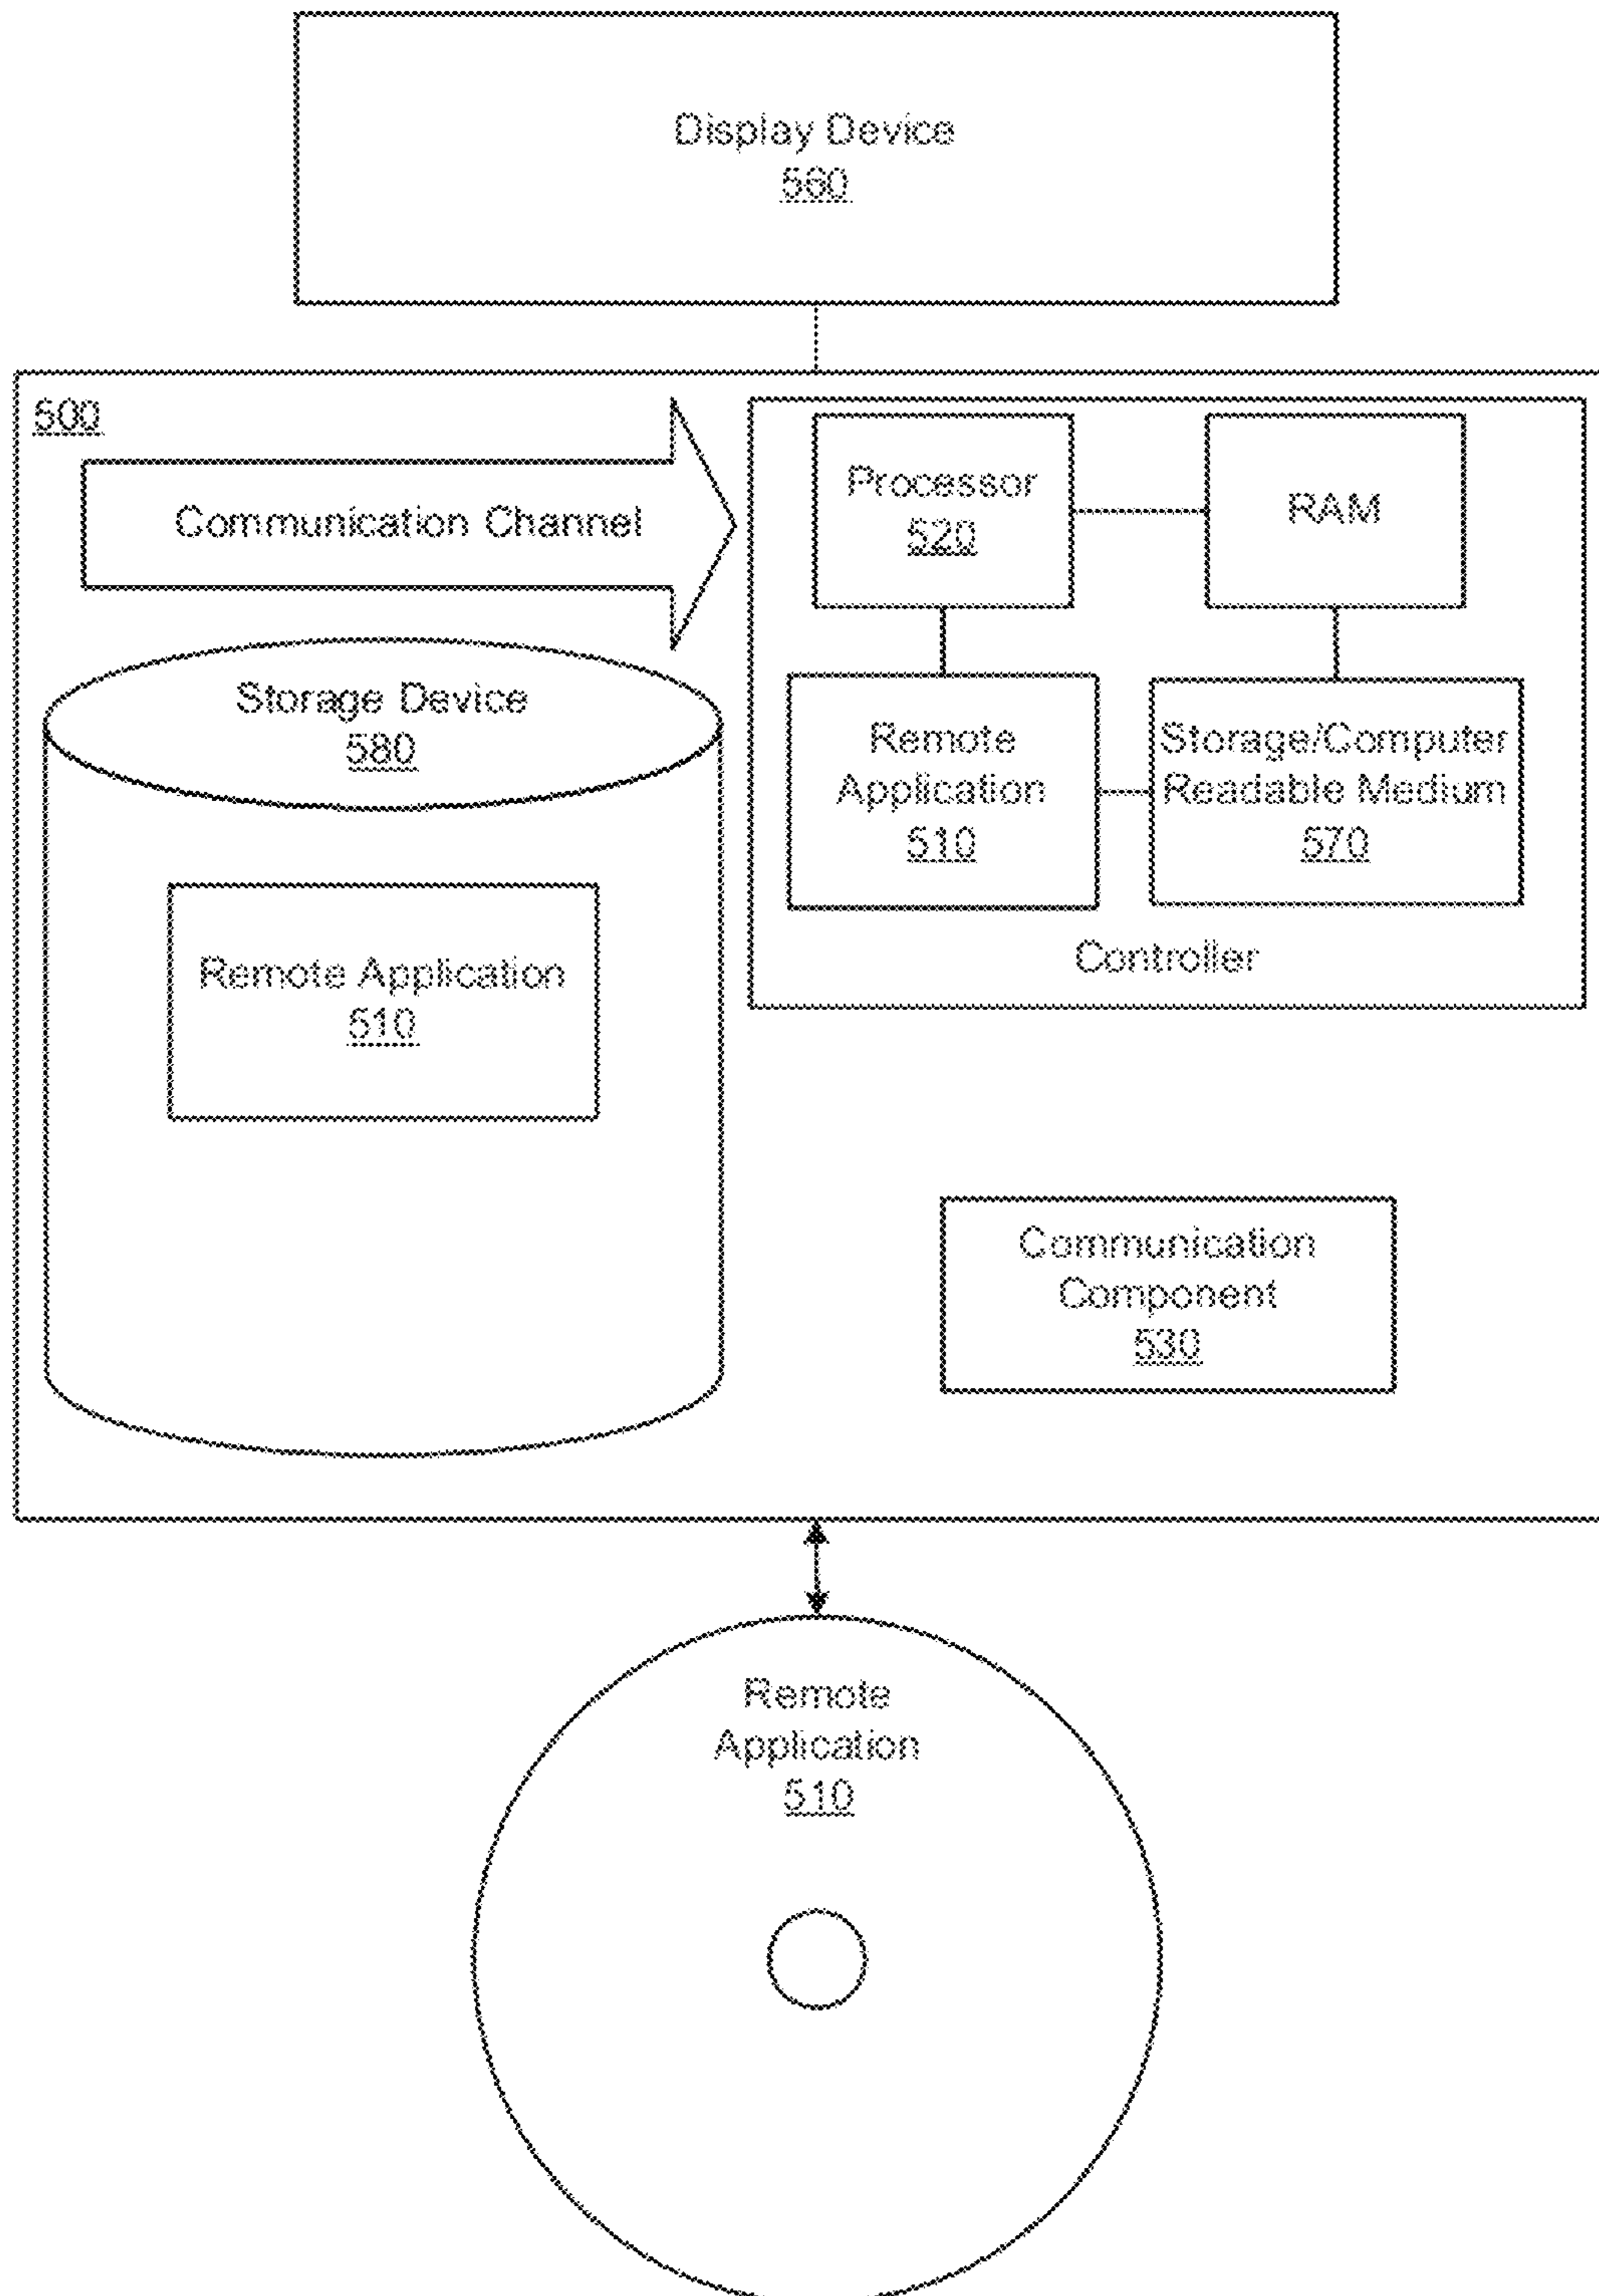 Display Device
560
500
Communication Channel
Processor
520
RAM
Storage Device
580
Remote
Application
510
Storage/Computer
Readable Medium
570
Controller
Remote Application
510
Communication
Component
530
Remote
Application
510